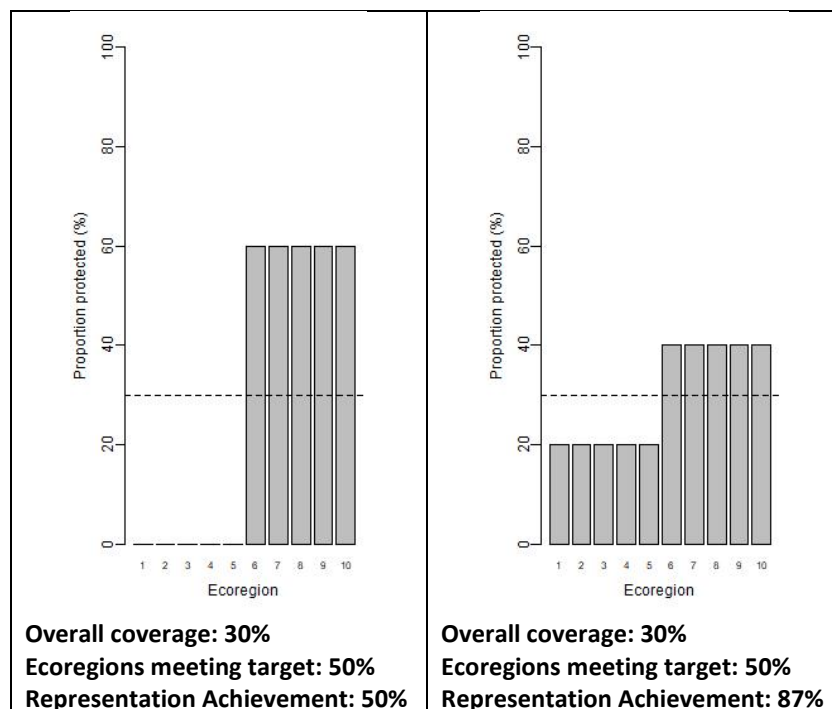 100
80
60
40
20
0
Proportion protected (%)
1 2 3 4 5 6 7 8 9 10
Ecoregion
Overall coverage: 30%
Ecoregions meeting target: 50%
Representation Achievement: 50%
100
80
60
40
20
0
Proportion protected (%)
1 2 3 4 5 6 7 8 9 10
Ecoregion
Overall coverage: 30%
Ecoregions meeting target: 50%
Representation Achievement: 87%